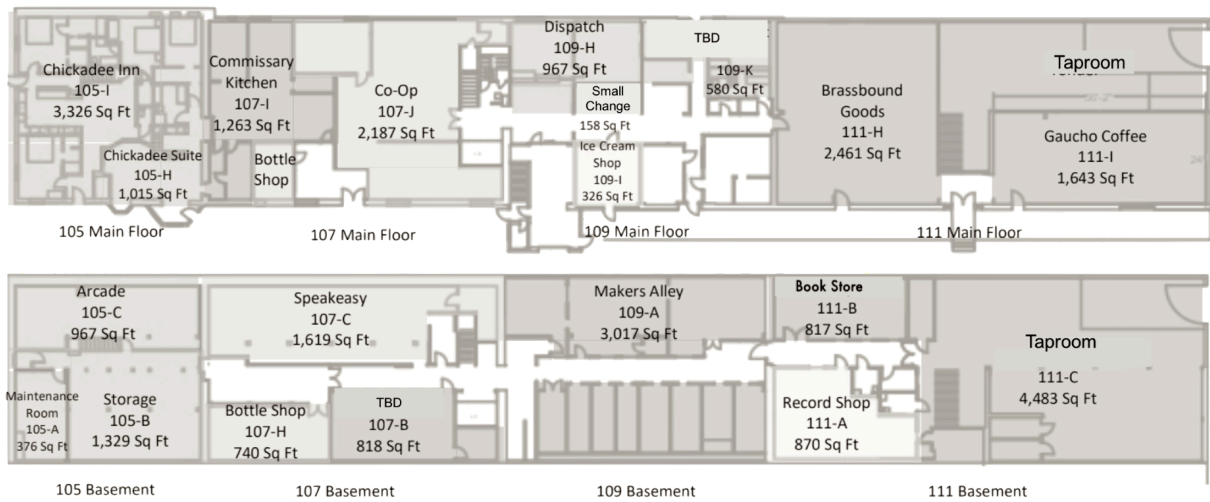 Chickadee Inn
105-I
3,326 Sq Ft
Chickadee Suite
105-H
1,015 Sq Ft
Commissary
Kitchen
107-I
1,263 Sq Ft
Bottle
Shop
Co-Op
107-J
2,187 Sq Ft
Dispatch
109-H
967 Sq Ft
Small
Change
158 Sq Ft
Ice Cream
Shop
109-I
326 Sq Ft
TBD
109-K
580 Sq Ft
Brassbound
Goods
111-H
2,461 Sq Ft
Taproom
Gaucho Coffee
111-I
1,643 Sq Ft
105 Main Floor
107 Main Floor
109 Main Floor
111 Main Floor
Arcade
105-C
967 Sq Ft
Maintenance
Room
105-A
376 Sq Ft
Storage
105-B
1,329 Sq Ft
Speakeasy
107-C
1,619 Sq Ft
Bottle Shop
107-H
740 Sq Ft
TBD
107-B
818 Sq Ft
Makers Alley
109-A
3,017 Sq Ft
Book Store
111-B
817 Sq Ft
Record Shop
111-A
870 Sq Ft
Taproom
111-C
4,483 Sq Ft
105 Basement
107 Basement
109 Basement
111 Basement